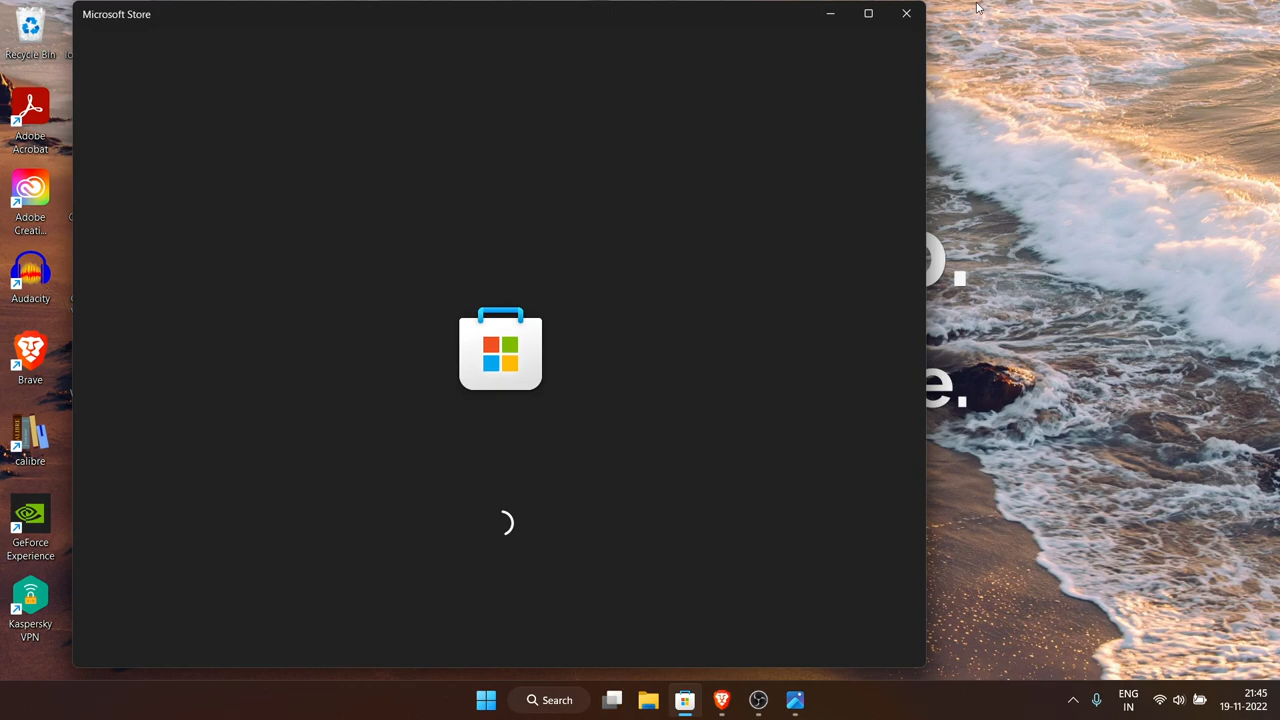 Microsoft Store
Recycle Bin
Adobe
Acrobat
Adobe
Creati...
Audacity
Brave
calibre
GeForce
Experience
Kaspersky
VPN
e.
Search
ENG
IN
21:45
19-11-2022